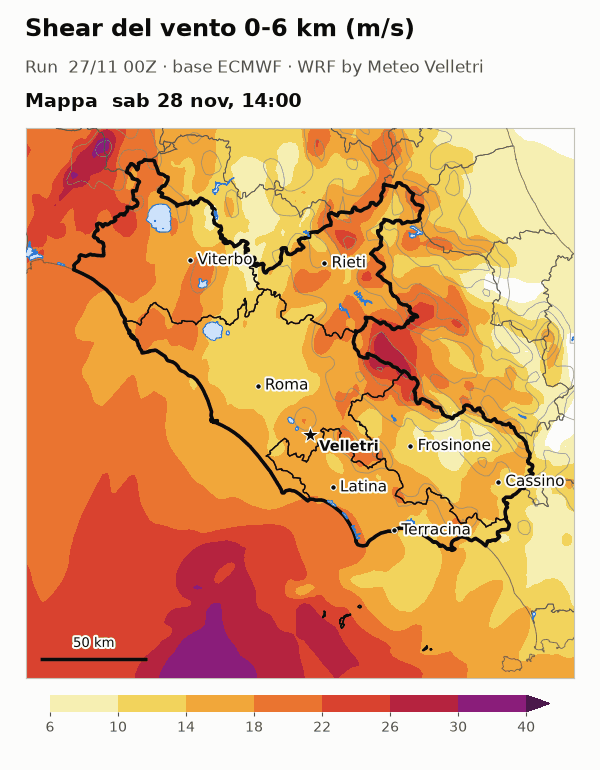 Shear del vento 0-6 km (m/s)
Run  27/11 00Z · base ECMWF · WRF by Meteo Velletri
Mappa  sab 28 nov, 14:00
Viterbo
Rieti
Roma
Velletri
Frosinone
Cassino
Latina
Terracina
50 km
6 10 14 18 22 26 30 40